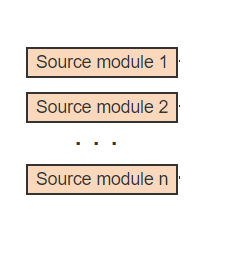 Source module 1
Source module 2
. . .
Source module n